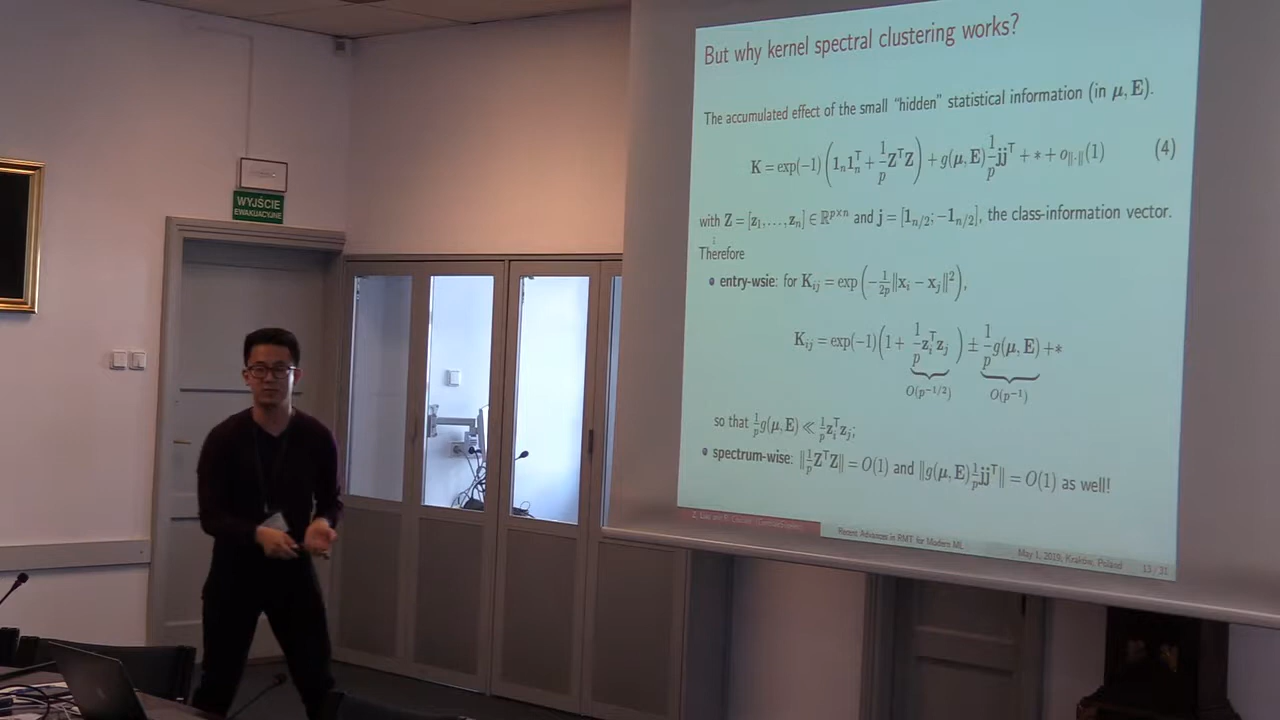 WYJŚCIE
EWAKUACYJNE
But why kernel spectral clustering works?
The accumulated effect of the small "hidden" statistical information (in μ, E).
K = exp(−1) (1ₙ1ₙᵀ + 1/p ZᵀZ) + g(μ, E) 1/p jjᵀ + * + o‖·‖(1) (4)
with Z = [z₁, …, zₙ] ∈ ℝᵖˣⁿ and j = [1ₙ/₂; −1ₙ/₂], the class-information vector.
Therefore
• entry-wsie: for Kᵢⱼ = exp(−1/2p ‖xᵢ − xⱼ‖²),
Kᵢⱼ = exp(−1) (1 + 1/p zᵢᵀzⱼ) ± 1/p g(μ, E) + *
O(p⁻¹/²) O(p⁻¹)
so that 1/p g(μ, E) ≪ 1/p zᵢᵀzⱼ;
• spectrum-wise: ‖1/p ZᵀZ‖ = O(1) and ‖g(μ, E) 1/p jjᵀ‖ = O(1) as well!
Recent Advances in RMT for Modern ML
May 1, 2019, Kraków, Poland 13 / 31